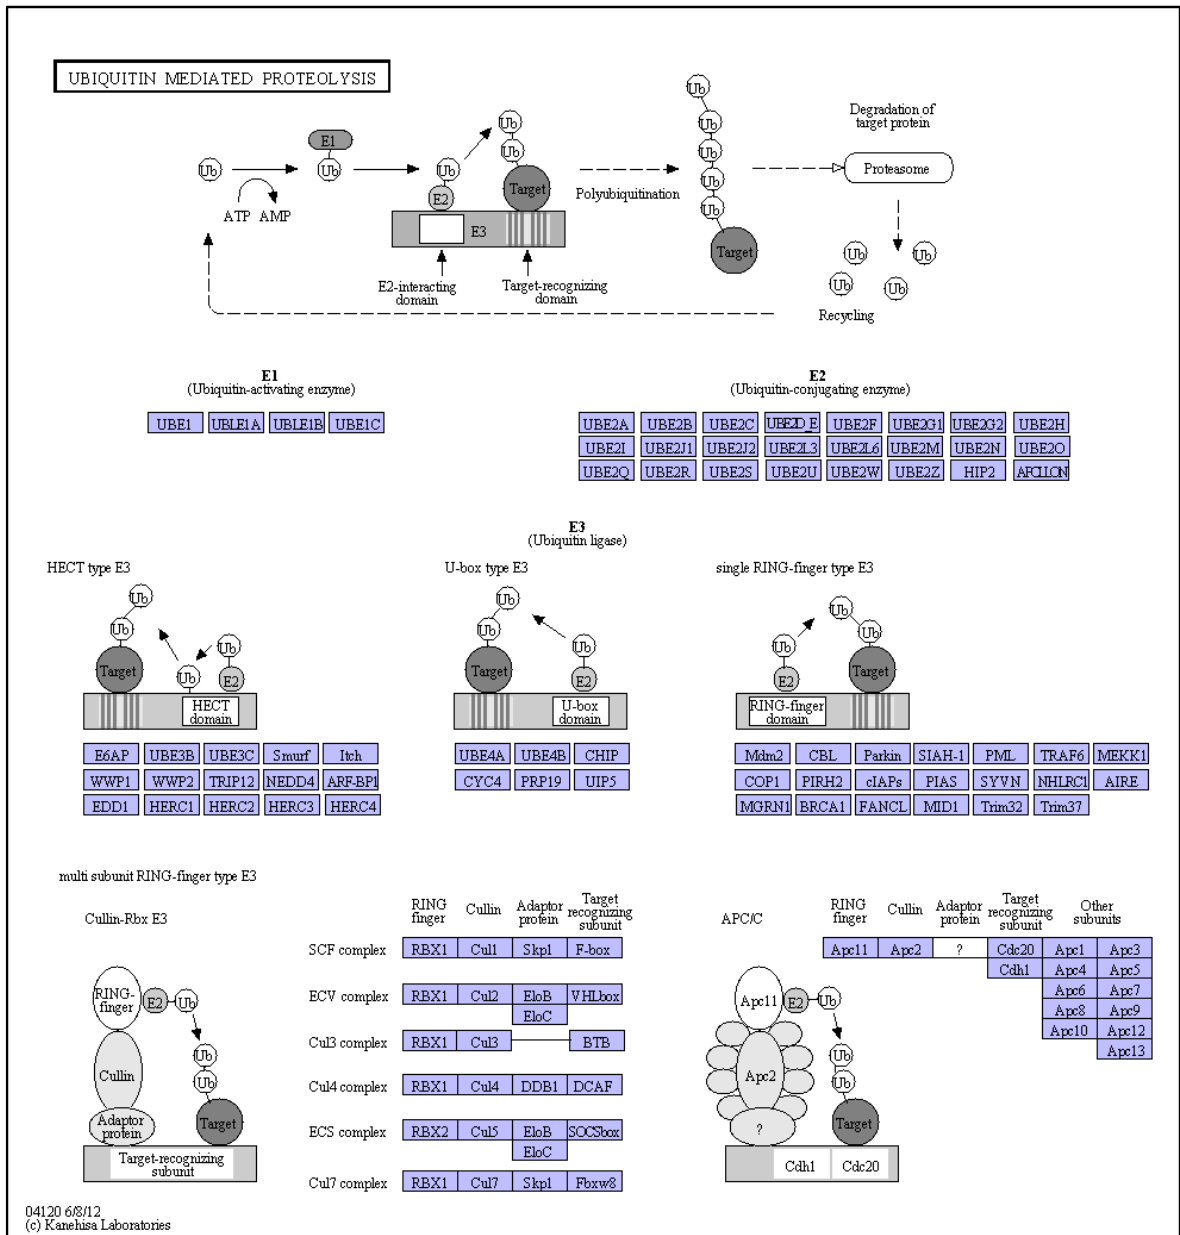 UBIQUITIN MEDIATED PROTEOLYSIS
Ub
ATP AMP
E1
Ub
Ub
E2
E3
Ub
Ub
Target
E2-interacting
domain
Target-recognizing
domain
Polyubiquitination
Ub
Ub
Ub
Ub
Ub
Target
Degradation of
target protein
Proteasome
Ub
Ub
Ub
Ub
Recycling
E1
(Ubiquitin-activating enzyme)
UBE1 UBLE1A UBLE1B UBE1C
E2
(Ubiquitin-conjugating enzyme)
UBE2A UBE2B UBE2C UBE2D_E UBE2F UBE2G1 UBE2G2 UBE2H
UBE2I UBE2J1 UBE2J2 UBE2L3 UBE2L6 UBE2M UBE2N UBE2O
UBE2Q UBE2R UBE2S UBE2U UBE2W UBE2Z HIP2 APCLLON
E3
(Ubiquitin ligase)
HECT type E3
Ub
Ub
Target
Ub
Ub
E2
HECT
domain
E6AP UBE3B UBE3C Smurf Itch
WWP1 WWP2 TRIP12 NEDD4 ARF-BP1
EDD1 HERC1 HERC2 HERC3 HERC4
U-box type E3
Ub
Ub
Target
Ub
E2
U-box
domain
UBE4A UBE4B CHIP
CYC4 PRP19 UIP5
single RING-finger type E3
Ub
Ub
Ub
E2
Target
RING-finger
domain
Mdm2 CBL Parkin SIAH-1 PML TRAF6 MEKK1
COP1 PIRH2 cIAPs PIAS SYVN NHLRC1 AIRE
MGRN1 BRCA1 FANCL MID1 Trim32 Trim37
multi subunit RING-finger type E3
Cullin-Rbx E3
RING-
finger
E2
Ub
Cullin
Ub
Ub
Adaptor
protein
Target
Target-recognizing
subunit
RING
finger
Cullin
Adaptor
protein
Target
recognizing
subunit
SCF complex RBX1 Cul1 Skp1 F-box
ECV complex RBX1 Cul2 EloB VHLbox
EloC
Cul3 complex RBX1 Cul3 BTB
Cul4 complex RBX1 Cul4 DDB1 DCAF
ECS complex RBX2 Cul5 EloB SOCSbox
EloC
Cul7 complex RBX1 Cul7 Skp1 Fbxw8
APC/C
RING
finger
Cullin
Adaptor
protein
Target
recognizing
subunit
Other
subunits
Apc11 Apc2 ? Cdc20 Apc1 Apc3
Cdh1 Apc4 Apc5
Apc6 Apc7
Apc8 Apc9
Apc10 Apc12
Apc13
Apc11
E2
Ub
Apc2
Ub
Ub
?
Target
Cdh1 Cdc20
04120 6/8/12
(c) Kanehisa Laboratories